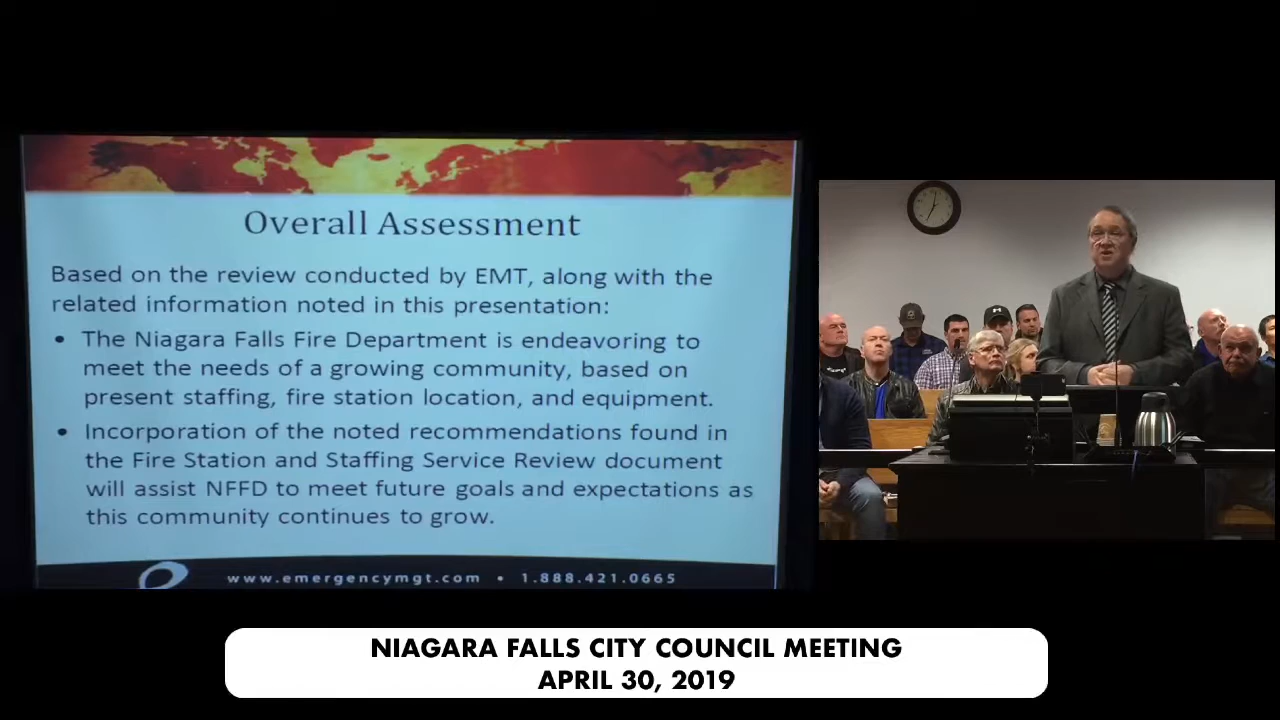 Overall Assessment
Based on the review conducted by EMT, along with the
related information noted in this presentation:
• The Niagara Falls Fire Department is endeavoring to
meet the needs of a growing community, based on
present staffing, fire station location, and equipment.
• Incorporation of the noted recommendations found in
the Fire Station and Staffing Service Review document
will assist NFFD to meet future goals and expectations as
this community continues to grow.
www.emergencymgt.com • 1.888.421.0665
NIAGARA FALLS CITY COUNCIL MEETING
APRIL 30, 2019